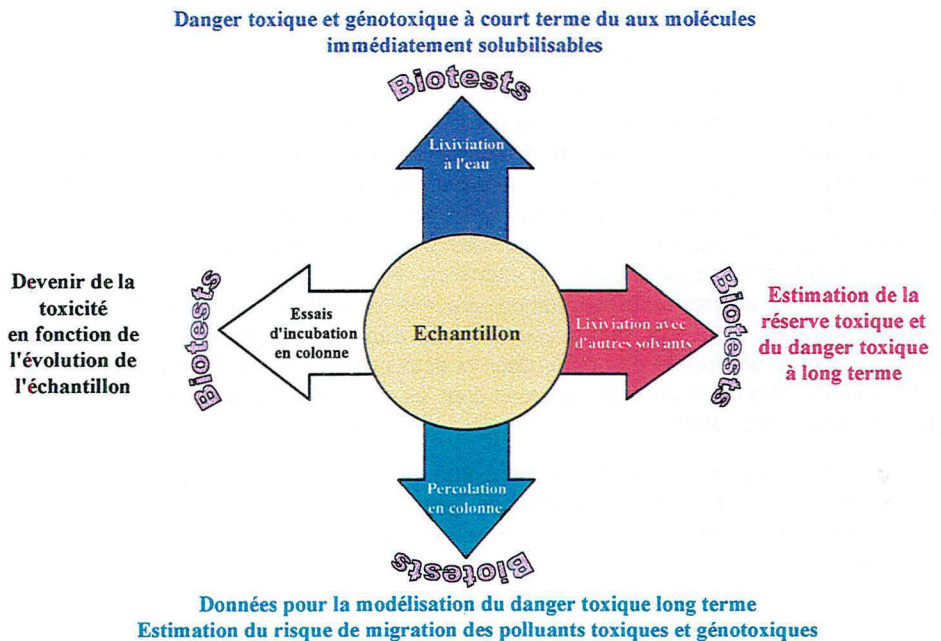 Danger toxique et génotoxique à court terme du aux molécules
immédiatement solubilisables
Biotests
Lixiviation
à l'eau
Devenir de la
toxicité
en fonction de
l'évolution de
l'échantillon
Biotests
Essais
d'incubation
en colonne
Echantillon
Lixiviation avec
d'autres solvants
Biotests
Estimation de la
réserve toxique et
du danger toxique
à long terme
Percolation
en colonne
Biotests
Données pour la modélisation du danger toxique long terme
Estimation du risque de migration des polluants toxiques et génotoxiques